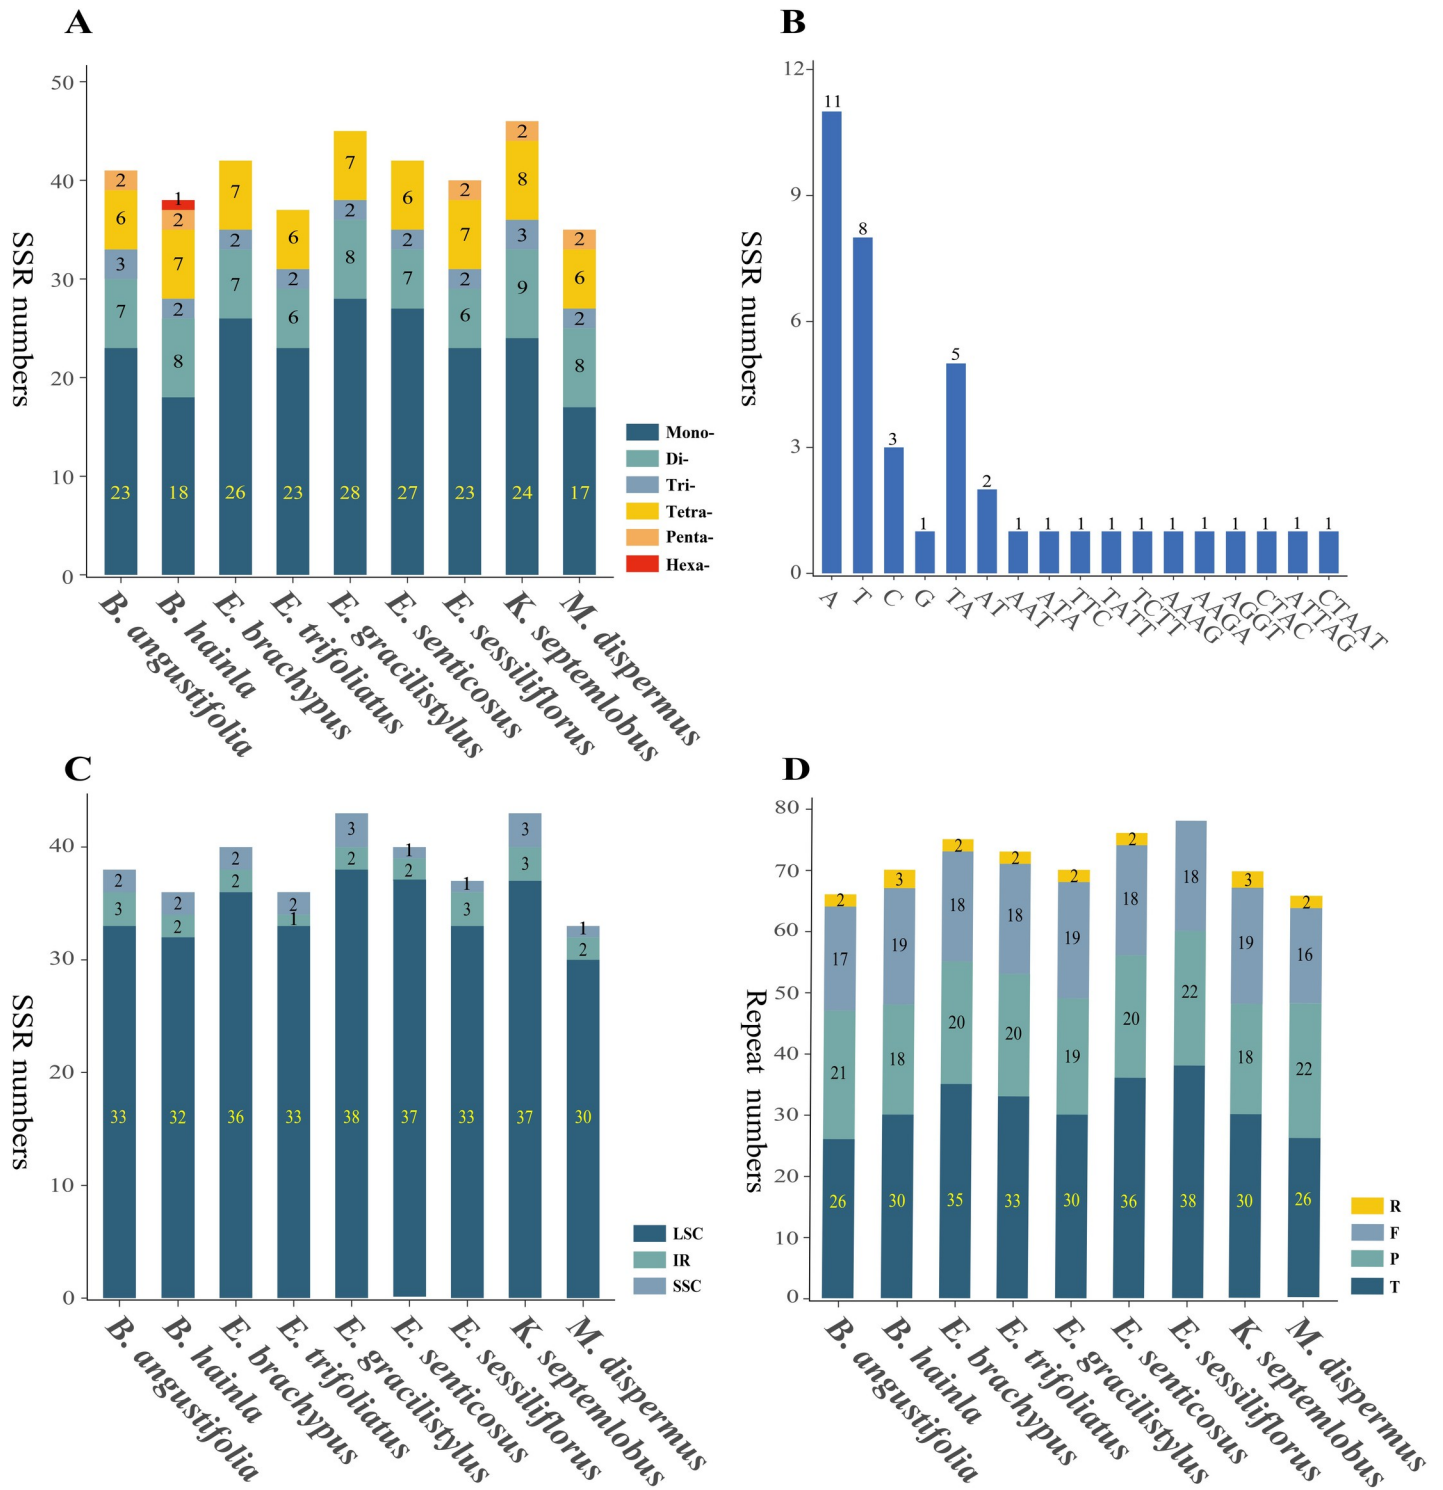 A
SSR numbers
50
40
30
20
10
0
2 6 3 7 23
1 2 7 2 8 18
7 2 7 26
6 2 6 23
7 2 8 28
6 2 7 27
2 7 2 6 23
2 8 3 9 24
2 6 2 8 17
Mono-
Di-
Tri-
Tetra-
Penta-
Hexa-
B. angustifolia
B. hainla
E. brachypus
E. trifoliatus
E. gracilistylus
E. senticosus
E. sessiliflorus
K. septemlobus
M. dispermus
B
SSR numbers
12
9
6
3
0
11 8 3 1 5 2 1 1 1 1 1 1 1 1 1 1 1
A
T
C
G
TA
AT
AAT
ATA
TTC
TATT
TCTT
AAAG
AAGA
AGGT
CTAC
ATTAG
CTAAT
C
SSR numbers
40
30
20
10
0
2 3 33
2 2 32
2 2 36
2 1 33
3 2 38
1 2 37
1 3 33
3 3 37
1 2 30
LSC
IR
SSC
B. angustifolia
B. hainla
E. brachypus
E. trifoliatus
E. gracilistylus
E. senticosus
E. sessiliflorus
K. septemlobus
M. dispermus
D
Repeat numbers
80
70
60
50
40
30
20
10
0
2 17 21 26
3 19 18 30
2 18 20 35
2 18 20 33
2 19 19 30
2 18 20 36
18 22 38
3 19 18 30
2 16 22 26
R
F
P
T
B. angustifolia
B. hainla
E. brachypus
E. trifoliatus
E. gracilistylus
E. senticosus
E. sessiliflorus
K. septemlobus
M. dispermus